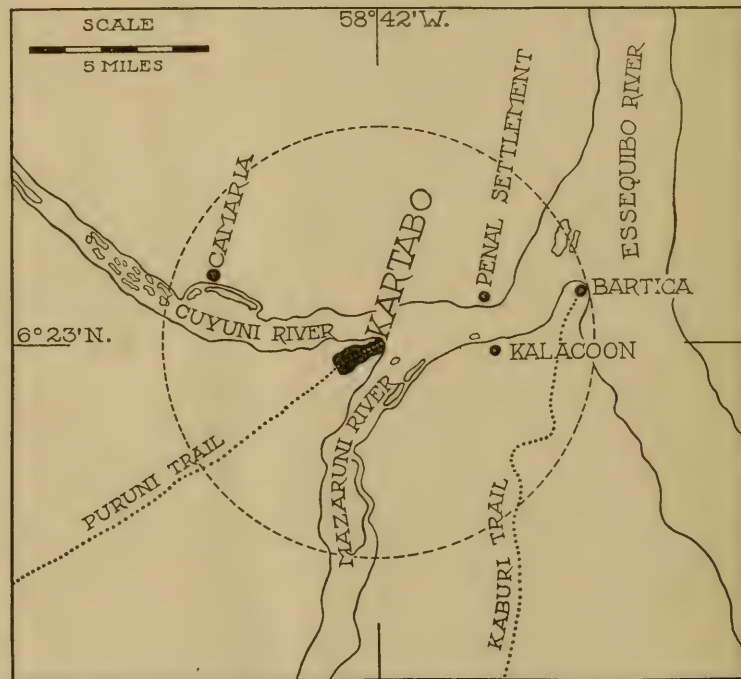 SCALE
5 MILES
58°42'W.
ESSEQUIBO RIVER
PENAL SETTLEMENT
CAMARIA
KARTABO
BARTICA
CUYUNI RIVER
6°23'N.
KALACOON
MAZARUNI RIVER
PURUNI TRAIL
KABURI TRAIL